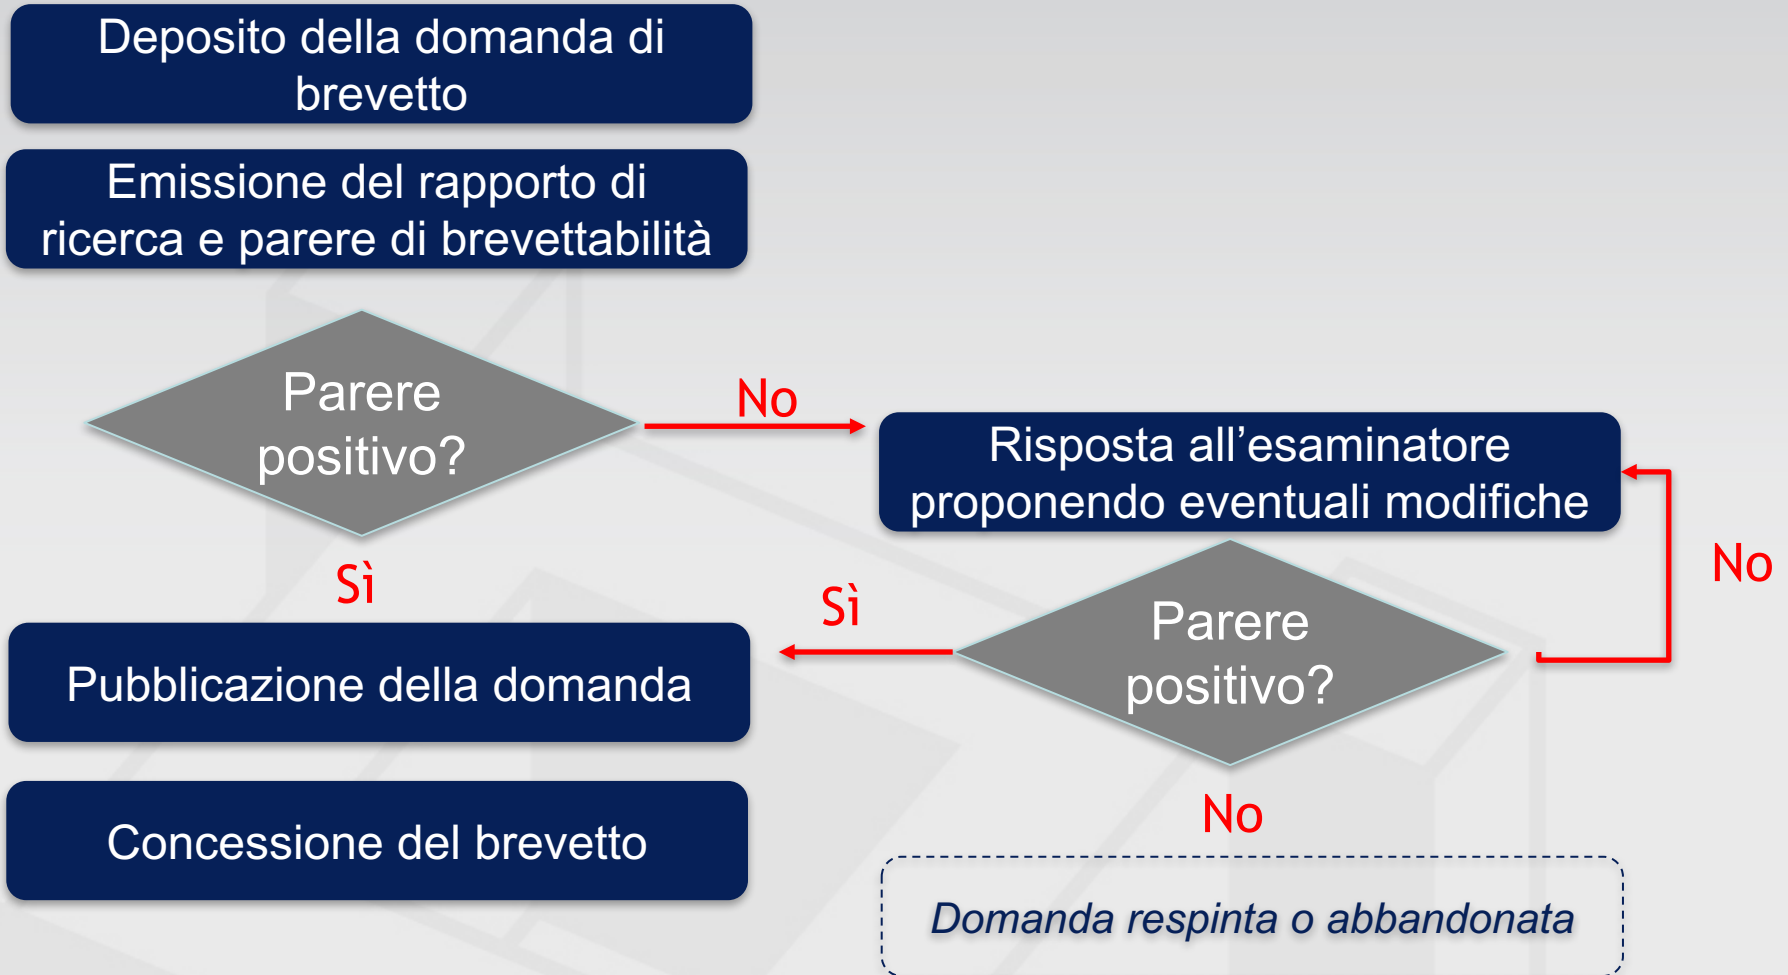 Deposito della domanda di
brevetto
Emissione del rapporto di
ricerca e parere di brevettabilità
Parere
positivo?
No
Risposta all’esaminatore
proponendo eventuali modifiche
No
Sì
Sì
Parere
positivo?
Pubblicazione della domanda
No
Concessione del brevetto
Domanda respinta o abbandonata